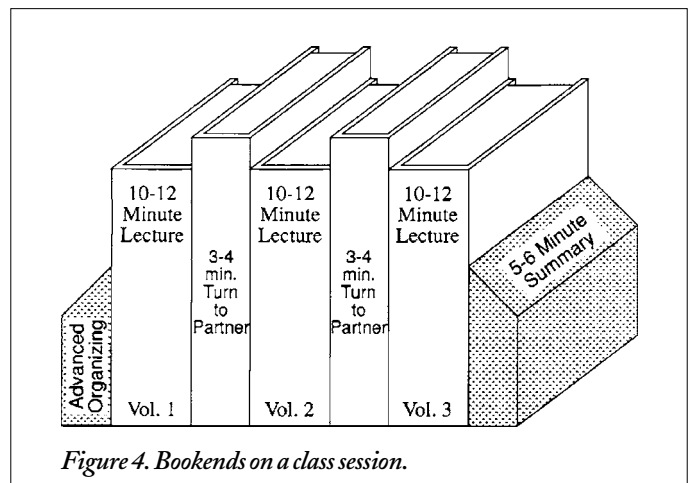 Advanced
Organizing
10-12
Minute
Lecture
Vol. 1
3-4
min.
Turn
to
Partner
10-12
Minute
Lecture
Vol. 2
3-4
min.
Turn
to
Partner
10-12
Minute
Lecture
Vol. 3
5-6 Minute
Summary
Figure 4. Bookends on a class session.